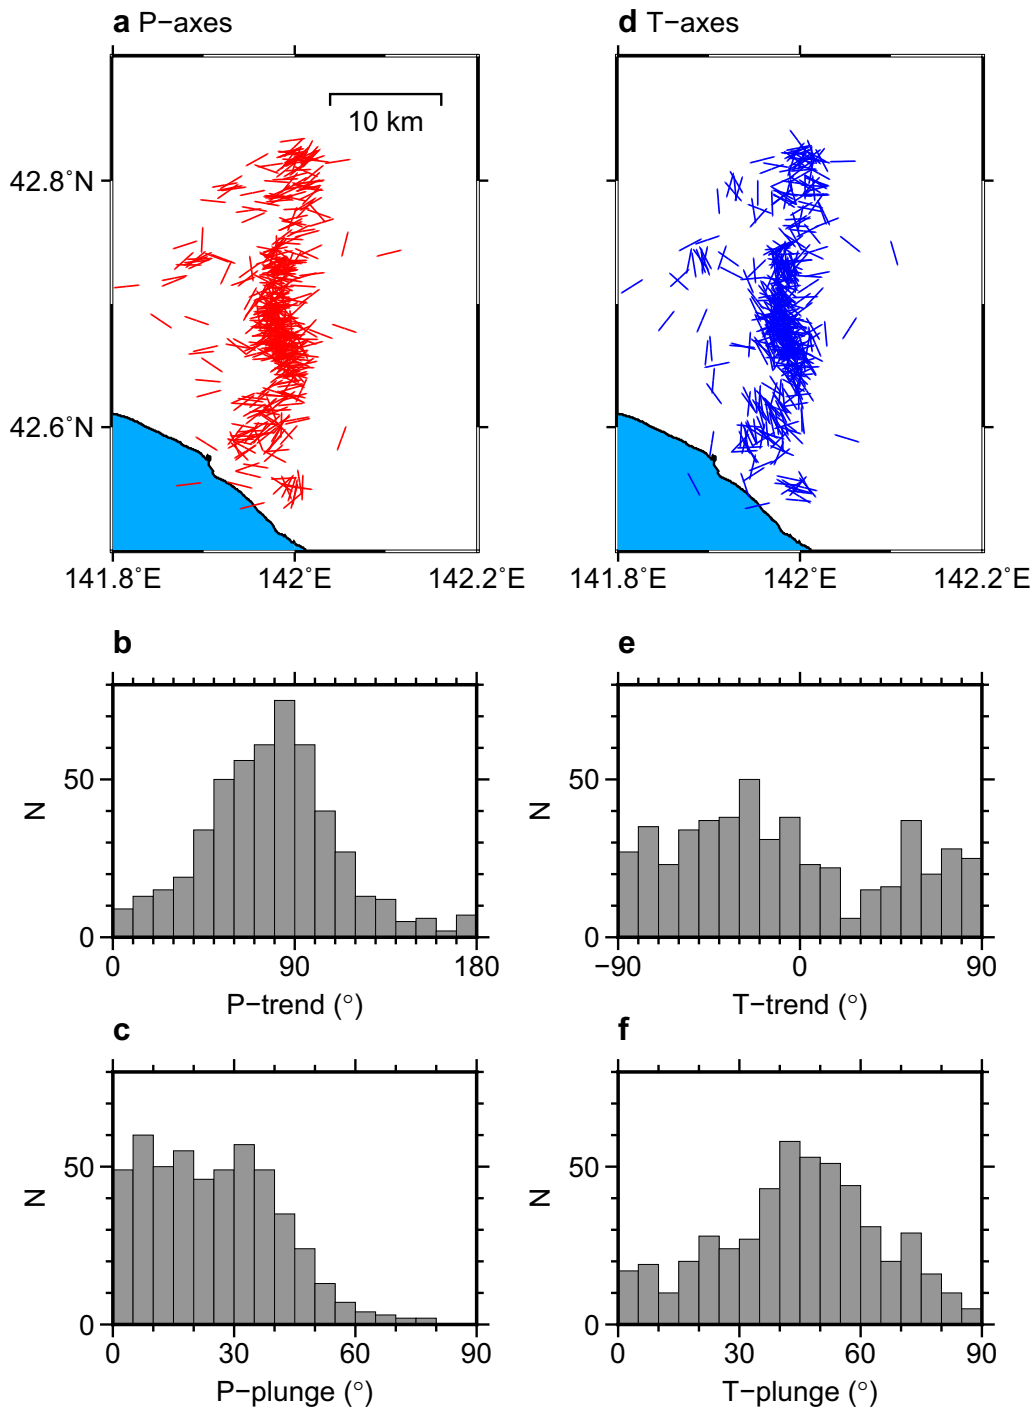 a P−axes
d T−axes
10 km
42.8°N
42.6°N
141.8°E 142°E 142.2°E
141.8°E 142°E 142.2°E
b
e
N
50
0
0 90 180
P−trend (°)
N
50
0
−90 0 90
T−trend (°)
c
f
N
50
0
0 30 60 90
P−plunge (°)
N
50
0
0 30 60 90
T−plunge (°)